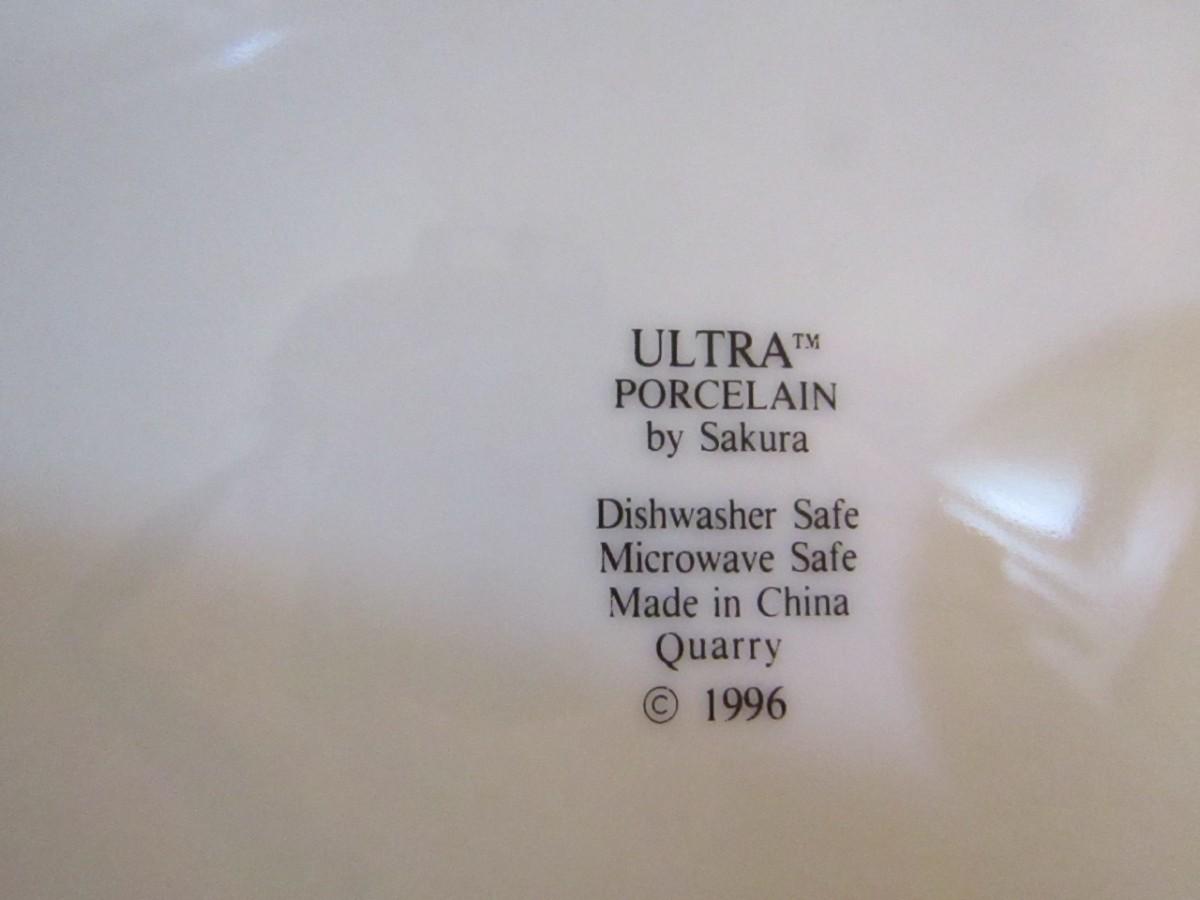 ULTRA™
PORCELAIN
by Sakura
Dishwasher Safe
Microwave Safe
Made in China
Quarry
© 1996